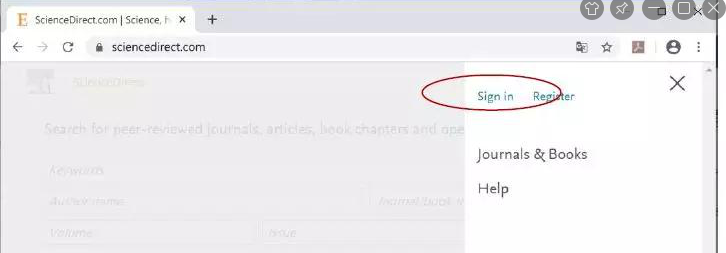 ScienceDirect.com | Science, h
sciencedirect.com
ScienceDirect
Sign in Register
Search for peer-reviewed journals, articles, book chapters and ope
Journals & Books
Keywords
Help
Author name
Journal/book
Volume
Issue